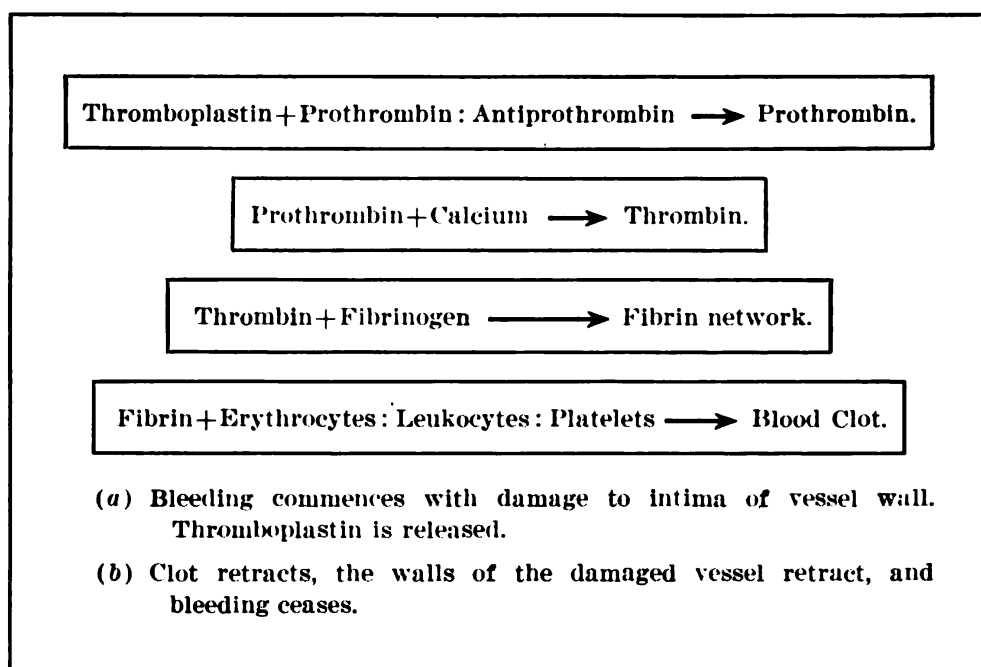 Thromboplastin+Prothrombin: Antiprothrombin ⟶ Prothrombin.
Prothrombin+Calcium ⟶ Thrombin.
Thrombin+Fibrinogen ⟶ Fibrin network.
Fibrin+Erythrocytes: Leukocytes: Platelets ⟶ Blood Clot.
(a) Bleeding commences with damage to intima of vessel wall.
Thromboplastin is released.
(b) Clot retracts, the walls of the damaged vessel retract, and
bleeding ceases.